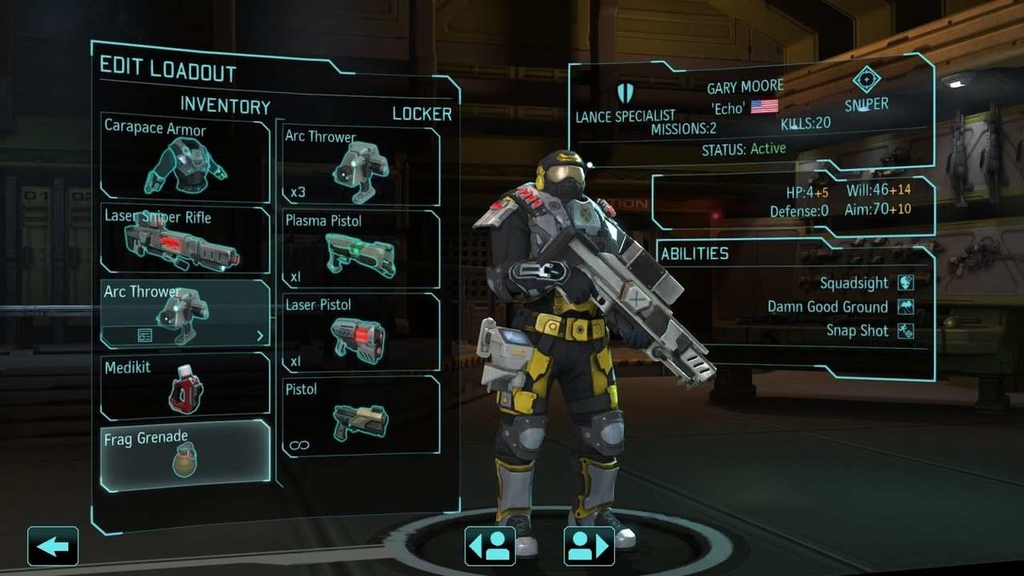 EDIT LOADOUT
INVENTORY
LOCKER
Carapace Armor
Laser Sniper Rifle
Arc Thrower
Medikit
Frag Grenade
Arc Thrower
x3
Plasma Pistol
x1
Laser Pistol
x1
Pistol
∞
LANCE SPECIALIST
GARY MOORE
'Echo'
SNIPER
MISSIONS:2
KILLS:20
STATUS: Active
HP:4+5 Will:46+14
Defense:0 Aim:70+10
ABILITIES
Squadsight
Damn Good Ground
Snap Shot